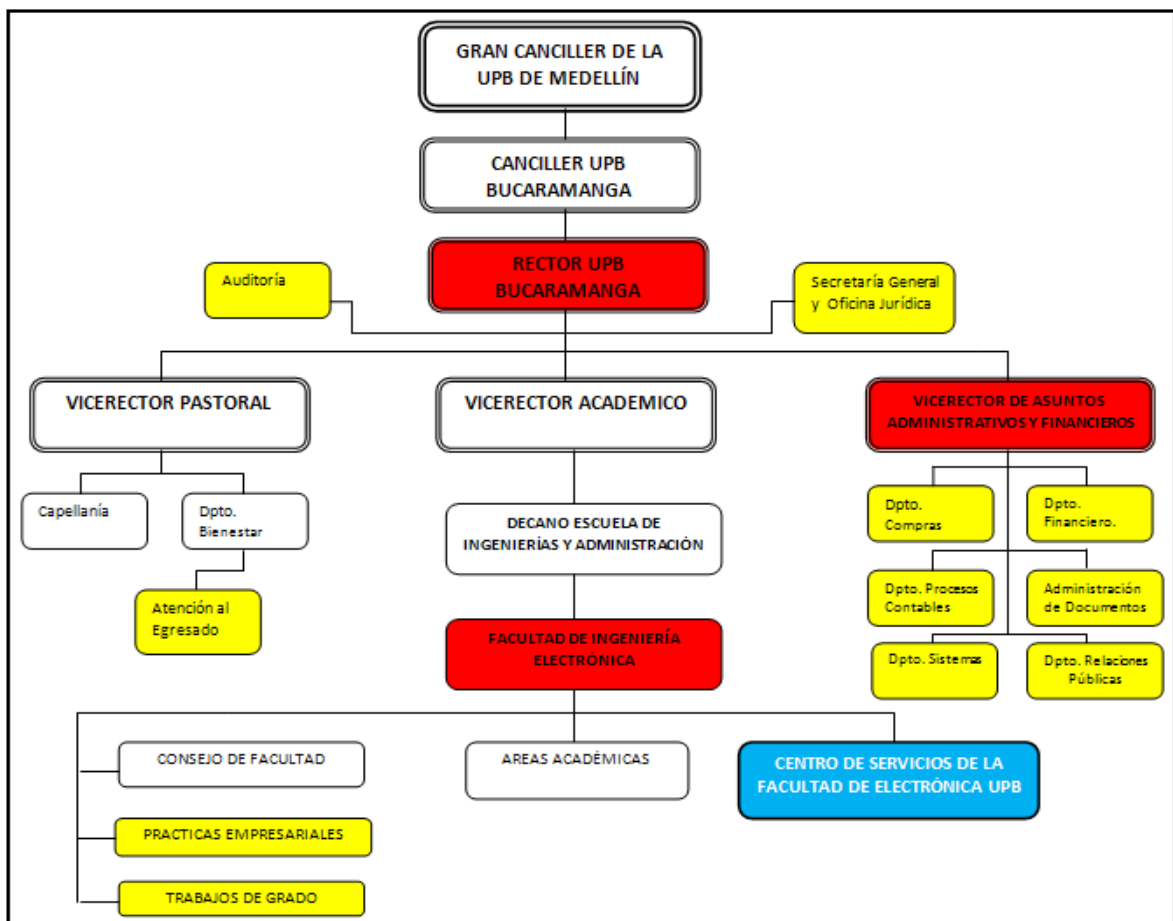 GRAN CANCILLER DE LA
UPB DE MEDELLÍN
CANCILLER UPB
BUCARAMANGA
RECTOR UPB
BUCARAMANGA
Auditoría
Secretaría General
y Oficina Jurídica
VICERECTOR PASTORAL
VICERECTOR ACADEMICO
VICERECTOR DE ASUNTOS
ADMINISTRATIVOS Y FINANCIEROS
Capellanía
Dpto.
Bienestar
Atención al
Egresado
DECANO ESCUELA DE
INGENIERÍAS Y ADMINISTRACIÓN
FACULTAD DE INGENIERÍA
ELECTRÓNICA
Dpto.
Compras
Dpto.
Financiero.
Dpto. Procesos
Contables
Administración
de Documentos
Dpto. Sistemas
Dpto. Relaciones
Públicas
CONSEJO DE FACULTAD
PRACTICAS EMPRESARIALES
TRABAJOS DE GRADO
AREAS ACADÉMICAS
CENTRO DE SERVICIOS DE LA
FACULTAD DE ELECTRÓNICA UPB